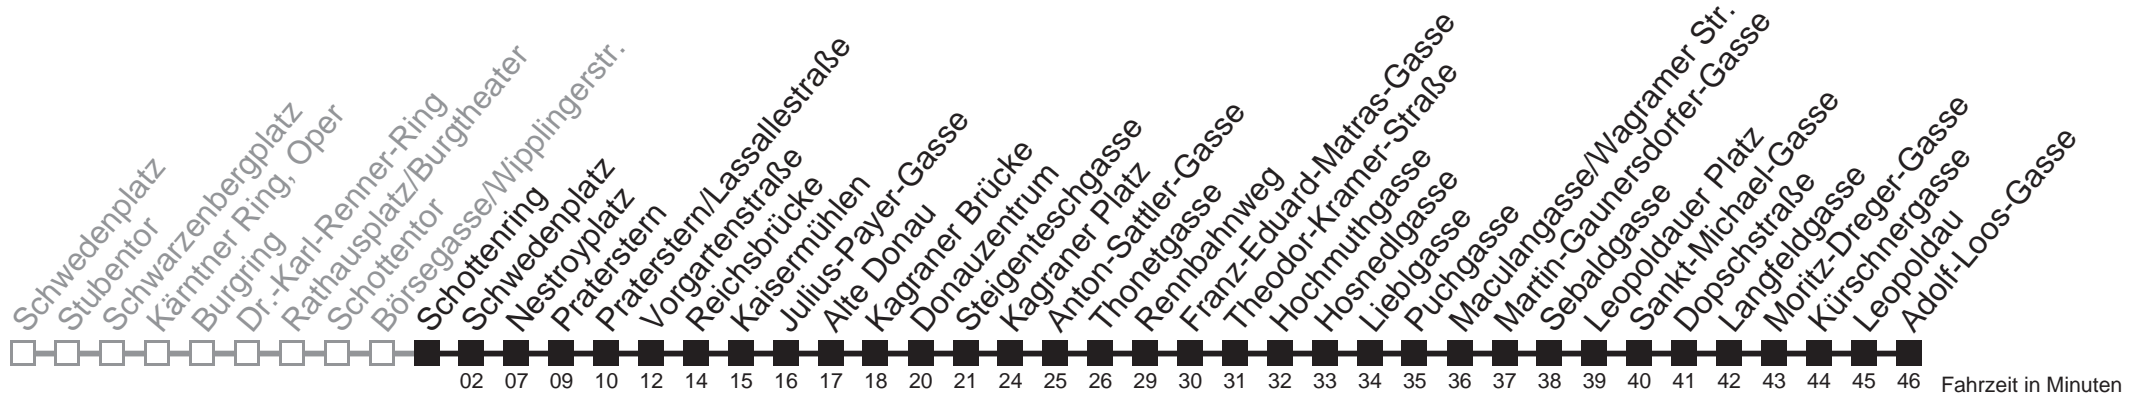 Schwedenplatz
Stubentor
Schwarzenbergplatz
Kärntner Ring, Oper
Burgring
Dr.-Karl-Renner-Ring
Rathausplatz/Burgtheater
Schottentor
Börsegasse/Wipplingerstr.
Schottenring
Schwedenplatz
Nestroyplatz
Praterstern
Praterstern/Lassallestraße
Vorgartenstraße
Reichsbrücke
Kaisermühlen
Julius-Payer-Gasse
Alte Donau
Kagraner Brücke
Donauzentrum
Steigenteschgasse
Kagraner Platz
Anton-Sattler-Gasse
Thonetgasse
Rennbahnweg
Franz-Eduard-Matras-Gasse
Theodor-Kramer-Straße
Hochmuthgasse
Hosnedlgasse
Lieblgasse
Puchgasse
Maculangasse/Wagramer Str.
Martin-Gaunersdorfer-Gasse
Sebaldgasse
Leopoldauer Platz
Sankt-Michael-Gasse
Dopschstraße
Langfeldgasse
Moritz-Dreger-Gasse
Kürschnergasse
Leopoldau
Adolf-Loos-Gasse
02 07 09 10 12 14 15 16 17 18 20 21 24 25 26 29 30 31 32 33 34 35 36 37 38 39 40 41 42 43 44 45 46 Fahrzeit in Minuten